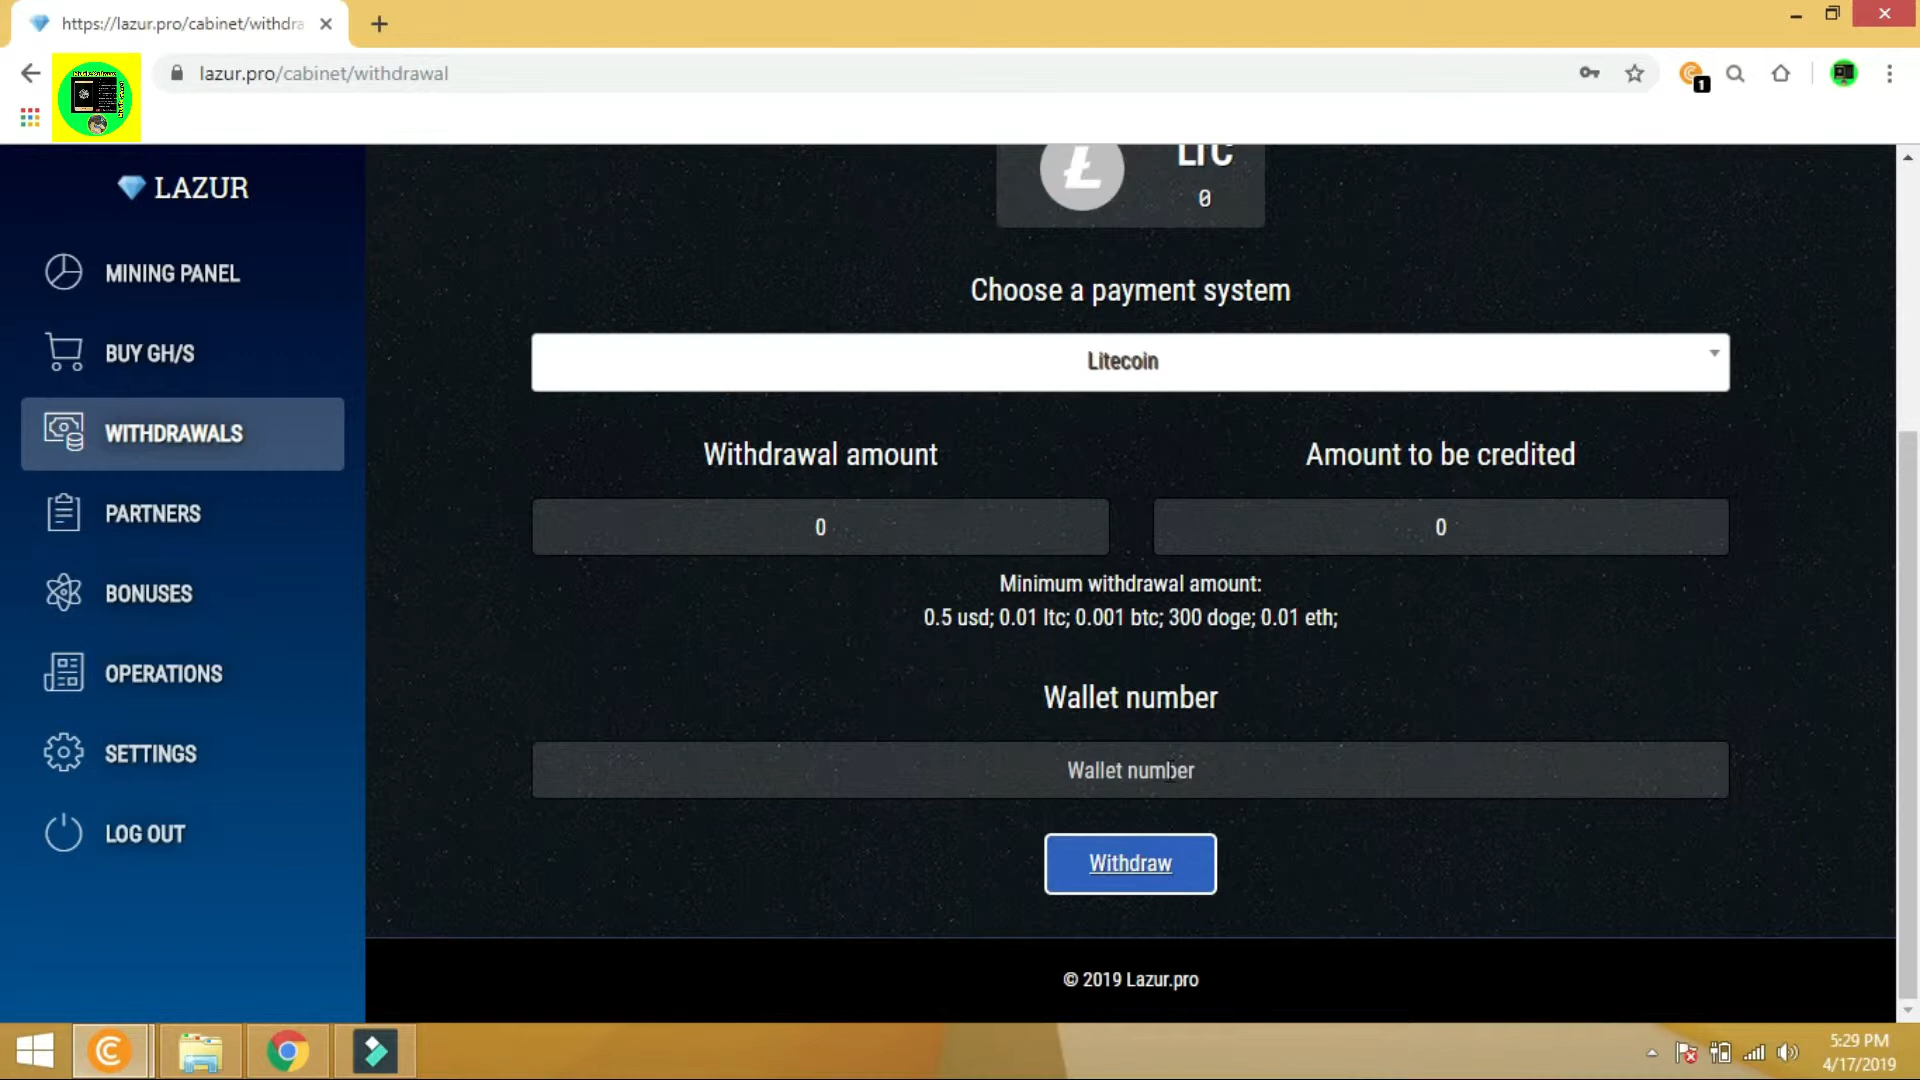 https://lazur.pro/cabinet/withdra
lazur.pro/cabinet/withdrawal
1
LAZUR
MINING PANEL
BUY GH/S
WITHDRAWALS
PARTNERS
BONUSES
OPERATIONS
SETTINGS
LOG OUT
LTC
0
Choose a payment system
Litecoin
Withdrawal amount
Amount to be credited
0
0
Minimum withdrawal amount:
0.5 usd; 0.01 ltc; 0.001 btc; 300 doge; 0.01 eth;
Wallet number
Wallet number
Withdraw
© 2019 Lazur.pro
5:29 PM
4/17/2019